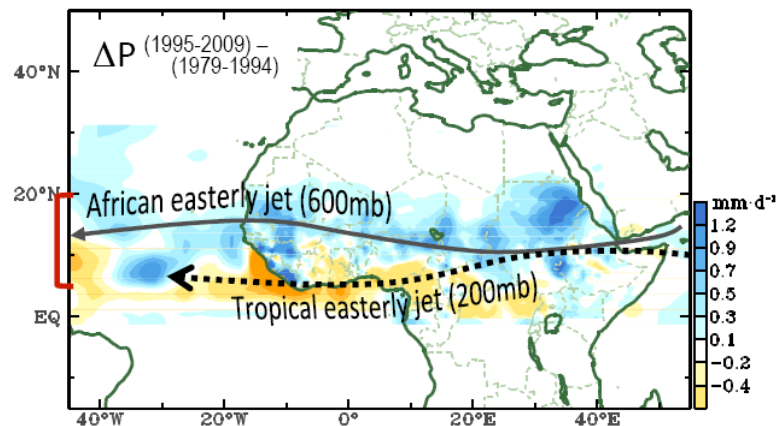 ΔP (1995-2009) –
(1979-1994)
40°N
20°N
EQ
African easterly jet (600mb)
Tropical easterly jet (200mb)
mm d⁻¹
1.2
0.9
0.7
0.5
0.3
0.1
-0.2
-0.4
40°W
20°W
0°
20°E
40°E